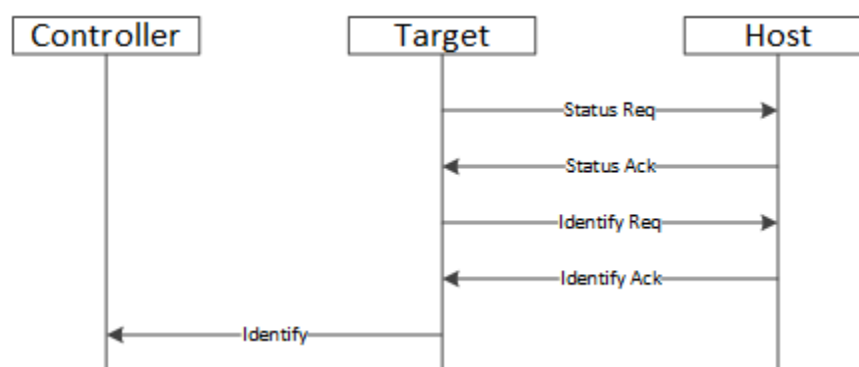 Controller
Target
Host
Status Req
Status Ack
Identify Req
Identify Ack
Identify